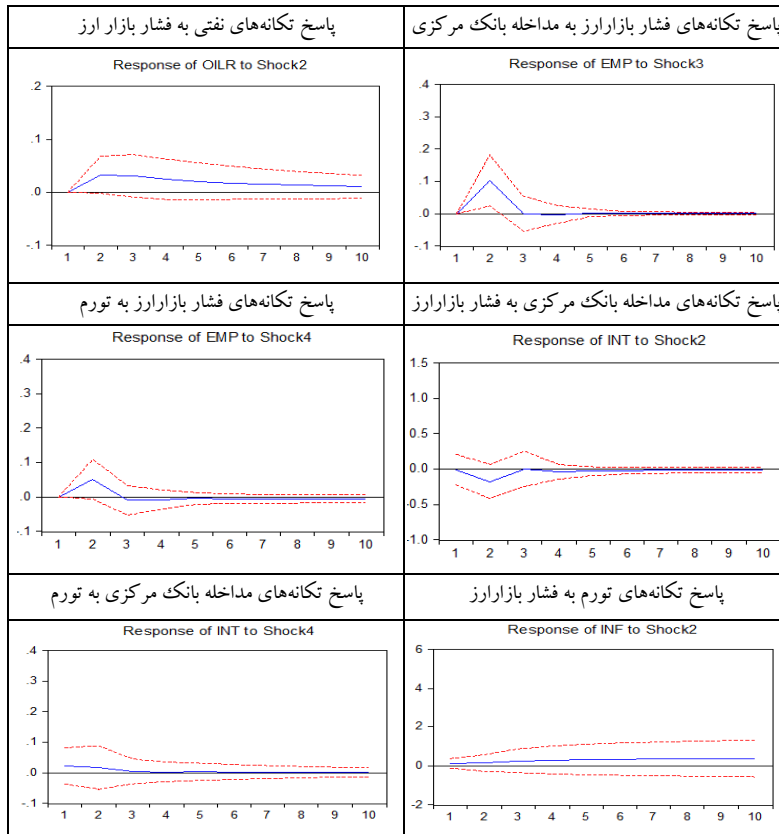 پاسخ تکانه‌های فشار بازارارز به مداخله بانک مرکزی
پاسخ تکانه‌های نفتی به فشار بازار ارز
Response of OILR to Shock2
.2
.1
.0
-.1
1 2 3 4 5 6 7 8 9 10
Response of EMP to Shock3
.4
.3
.2
.1
.0
-.1
1 2 3 4 5 6 7 8 9 10
پاسخ تکانه‌های مداخله بانک مرکزی به فشار بازارارز
پاسخ تکانه‌های فشار بازارارز به تورم
Response of EMP to Shock4
.4
.3
.2
.1
.0
-.1
1 2 3 4 5 6 7 8 9 10
Response of INT to Shock2
1.5
1.0
0.5
0.0
-0.5
-1.0
1 2 3 4 5 6 7 8 9 10
پاسخ تکانه‌های تورم به فشار بازارارز
پاسخ تکانه‌های مداخله بانک مرکزی به تورم
Response of INT to Shock4
.4
.3
.2
.1
.0
-.1
1 2 3 4 5 6 7 8 9 10
Response of INF to Shock2
6
4
2
0
-2
1 2 3 4 5 6 7 8 9 10